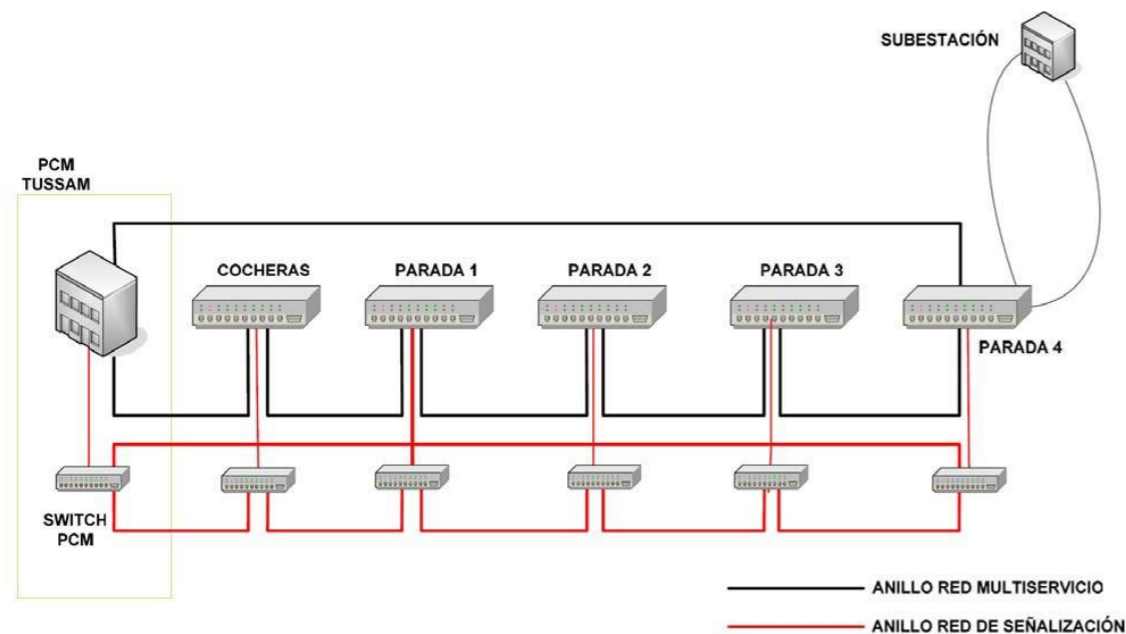 SUBESTACIÓN
PCM
TUSSAM
COCHERAS
PARADA 1
PARADA 2
PARADA 3
PARADA 4
SWITCH
PCM
ANILLO RED MULTISERVICIO
ANILLO RED DE SEÑALIZACIÓN